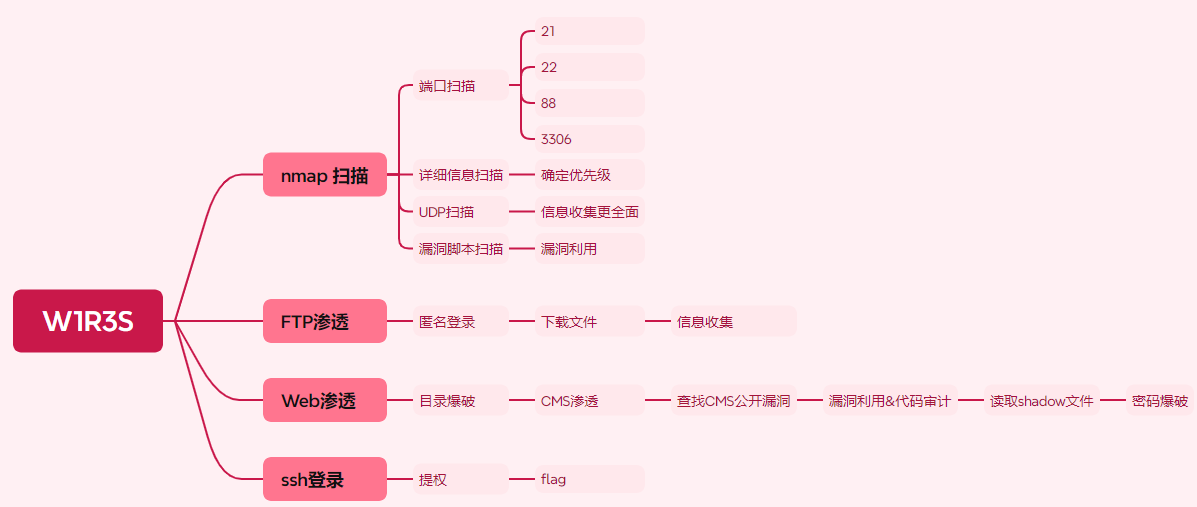 W1R3S
nmap 扫描
端口扫描
21
22
88
3306
详细信息扫描
确定优先级
UDP扫描
信息收集更全面
漏洞脚本扫描
漏洞利用
FTP渗透
匿名登录
下载文件
信息收集
Web渗透
目录爆破
CMS渗透
查找CMS公开漏洞
漏洞利用&代码审计
读取shadow文件
密码爆破
ssh登录
提权
flag